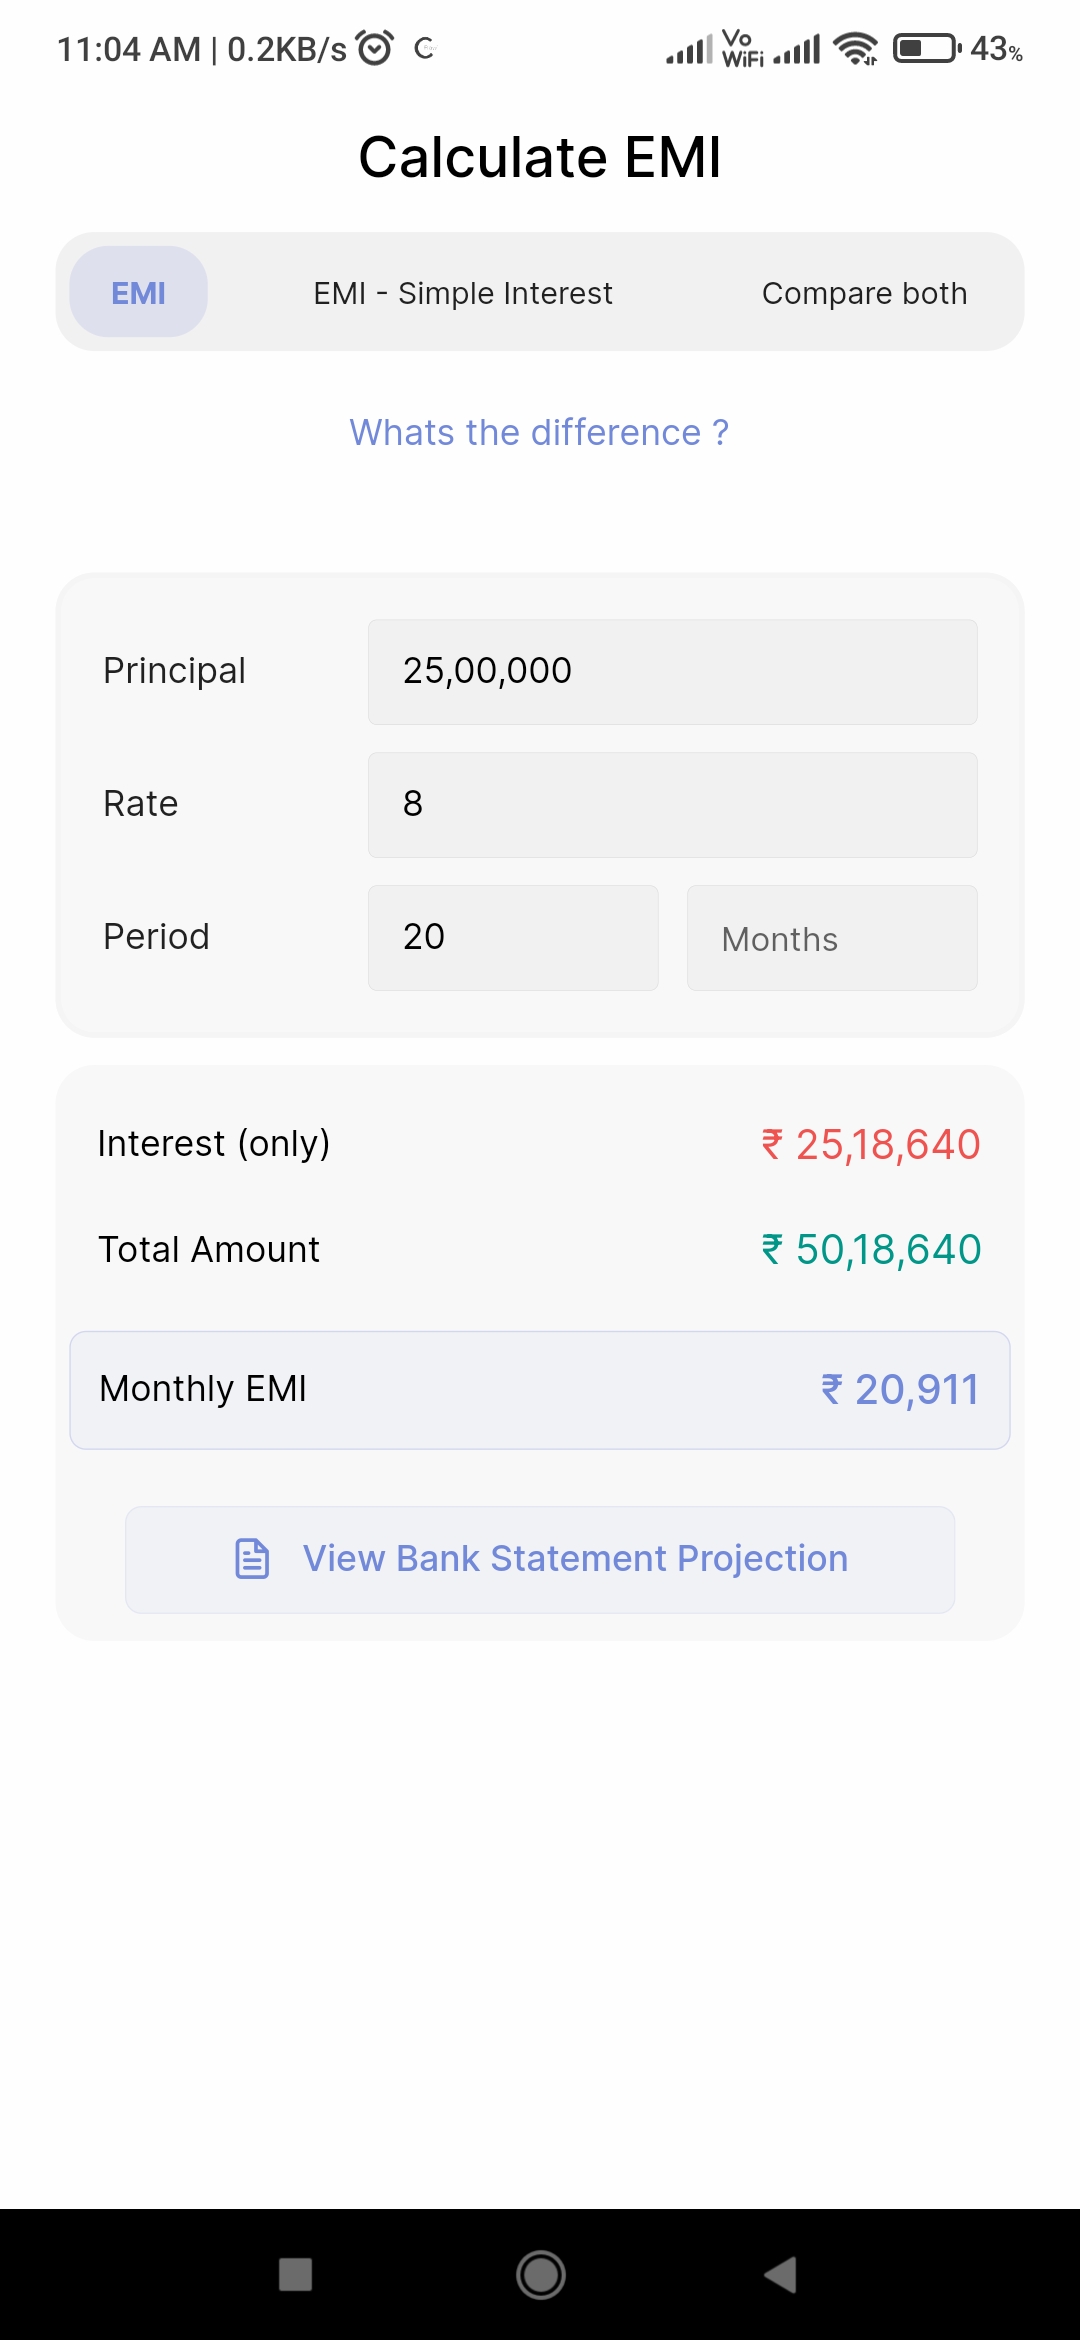 11:04 AM | 0.2KB/s Vo WiFi 43%
Calculate EMI
EMI EMI - Simple Interest Compare both
Whats the difference ?
Principal 25,00,000
Rate 8
Period 20 Months
Interest (only) ₹ 25,18,640
Total Amount ₹ 50,18,640
Monthly EMI ₹ 20,911
View Bank Statement Projection